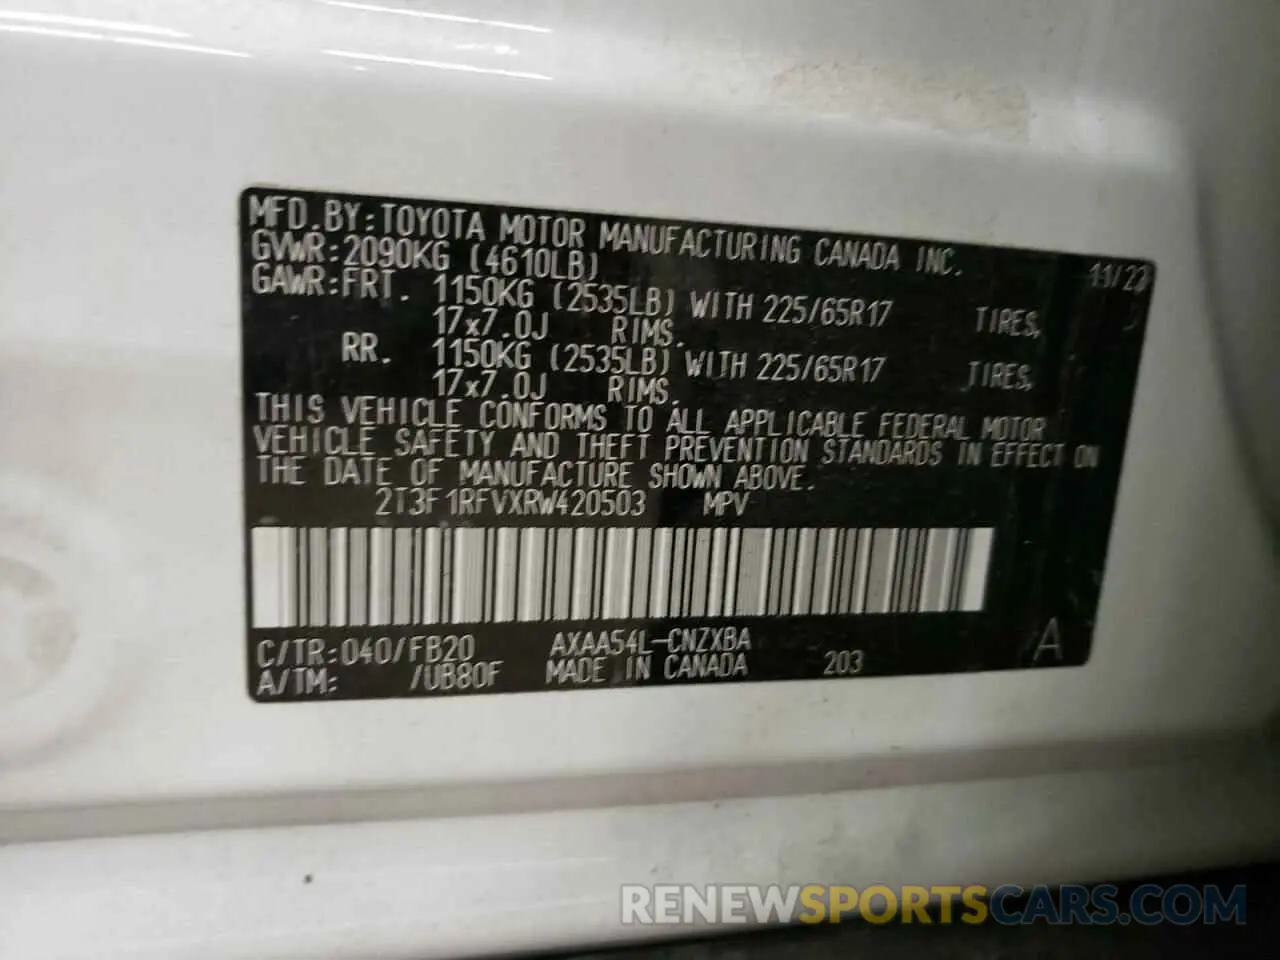 MFD.BY:TOYOTA MOTOR MANUFACTURING CANADA INC. 11/23
GVWR:2090KG (4610LB)
GAWR:FRT. 1150KG (2535LB) WITH 225/65R17 TIRES,
17x7.0J RIMS.
RR. 1150KG (2535LB) WITH 225/65R17 TIRES,
17x7.0J RIMS.
THIS VEHICLE CONFORMS TO ALL APPLICABLE FEDERAL MOTOR
VEHICLE SAFETY AND THEFT PREVENTION STANDARDS IN EFFECT ON
THE DATE OF MANUFACTURE SHOWN ABOVE.
2T3F1RFVXRW420503 MPV
C/TR:040/FB20 AXAA54L-CNZXBA
A/TM: /UB80F MADE IN CANADA 203 A
RENEWSPORTSCARS.COM